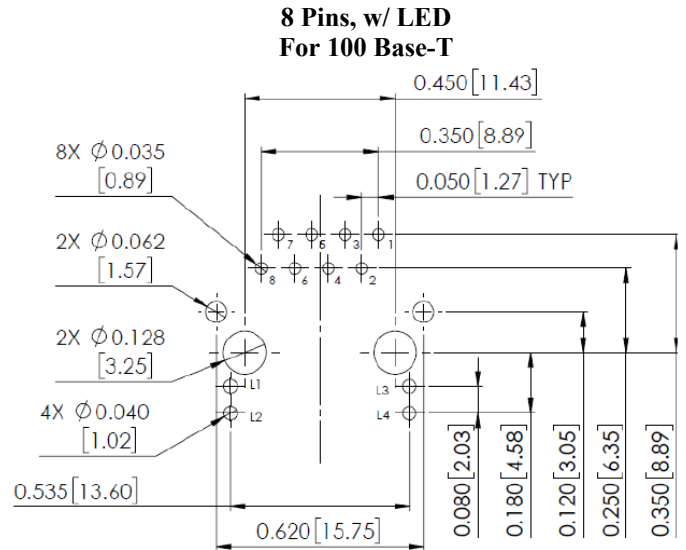 8 Pins, w/ LED
For 100 Base-T
0.450[11.43]
0.350[8.89]
8X Ø0.035
[0.89]
0.050[1.27] TYP
2X Ø0.062
[1.57]
7 5 3 1
8 6 4 2
2X Ø0.128
[3.25]
L1 L3
L2 L4
4X Ø0.040
[1.02]
0.535[13.60]
0.620[15.75]
0.080[2.03]
0.180[4.58]
0.120[3.05]
0.250[6.35]
0.350[8.89]